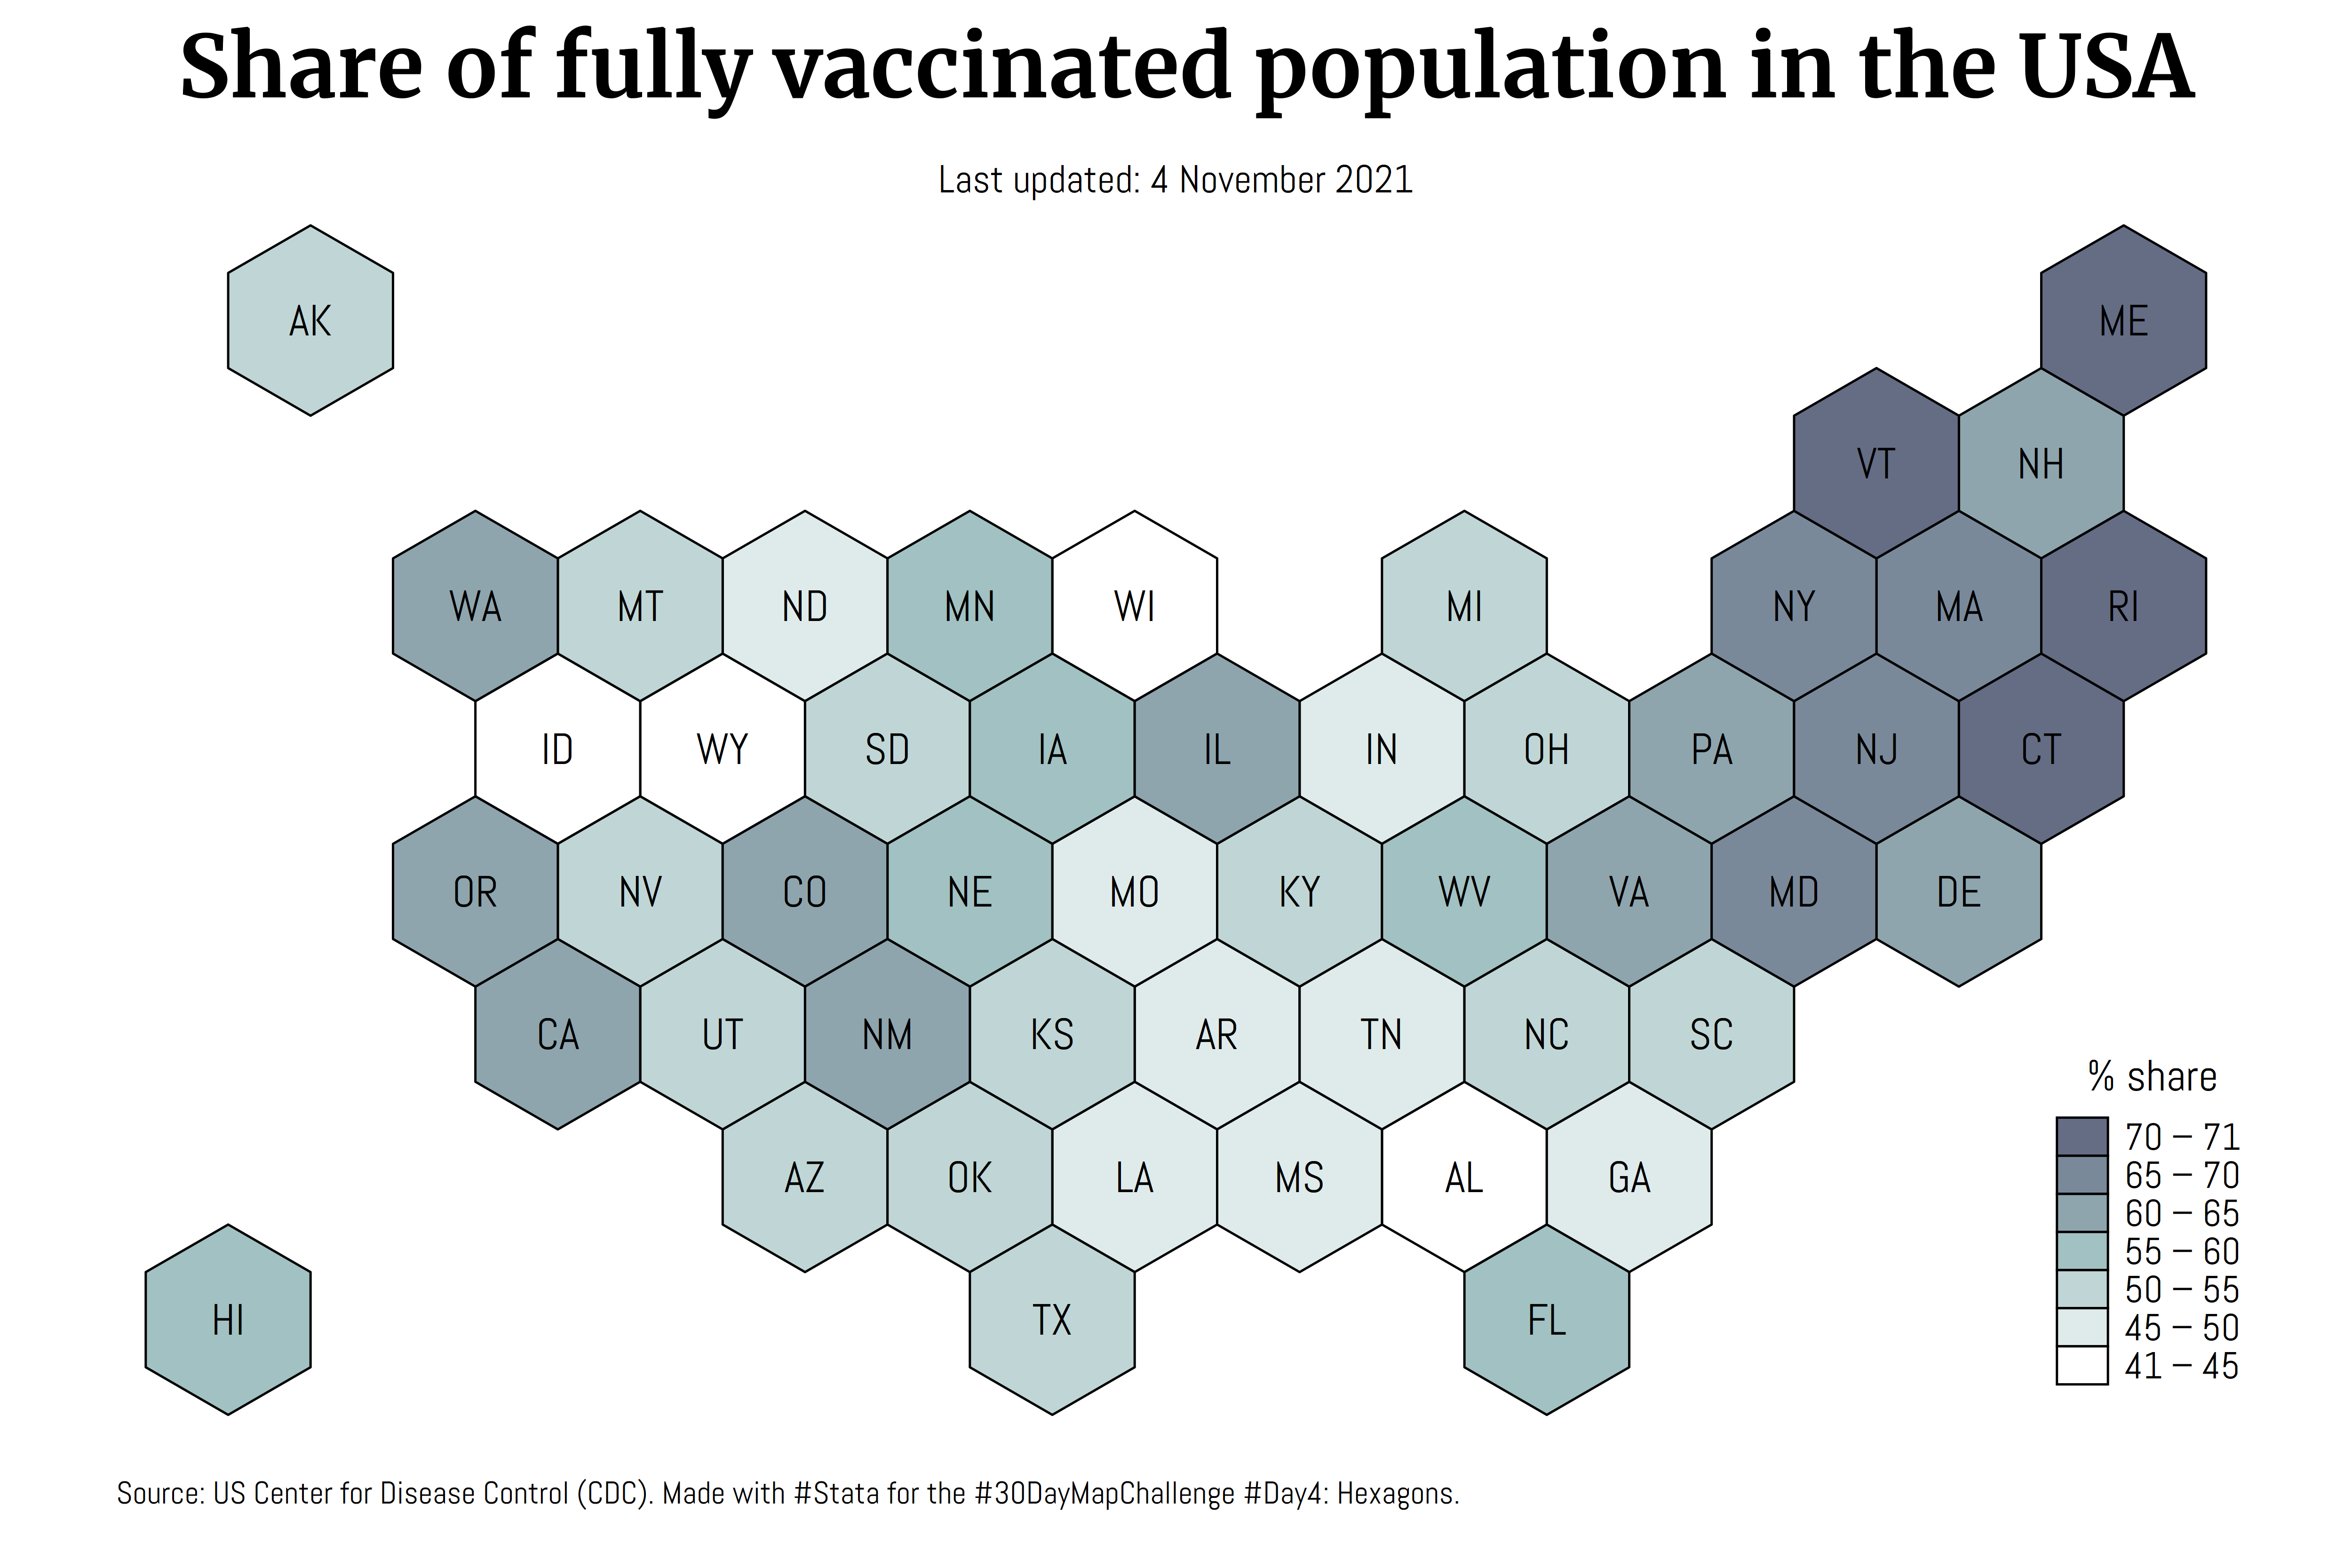 Share of fully vaccinated population in the USA
Last updated: 4 November 2021
AK
ME
VT
NH
WA
MT
ND
MN
WI
MI
NY
MA
RI
ID
WY
SD
IA
IL
IN
OH
PA
NJ
CT
OR
NV
CO
NE
MO
KY
WV
VA
MD
DE
CA
UT
NM
KS
AR
TN
NC
SC
AZ
OK
LA
MS
AL
GA
HI
TX
FL
% share
70 – 71
65 – 70
60 – 65
55 – 60
50 – 55
45 – 50
41 – 45
Source: US Center for Disease Control (CDC). Made with #Stata for the #30DayMapChallenge #Day4: Hexagons.